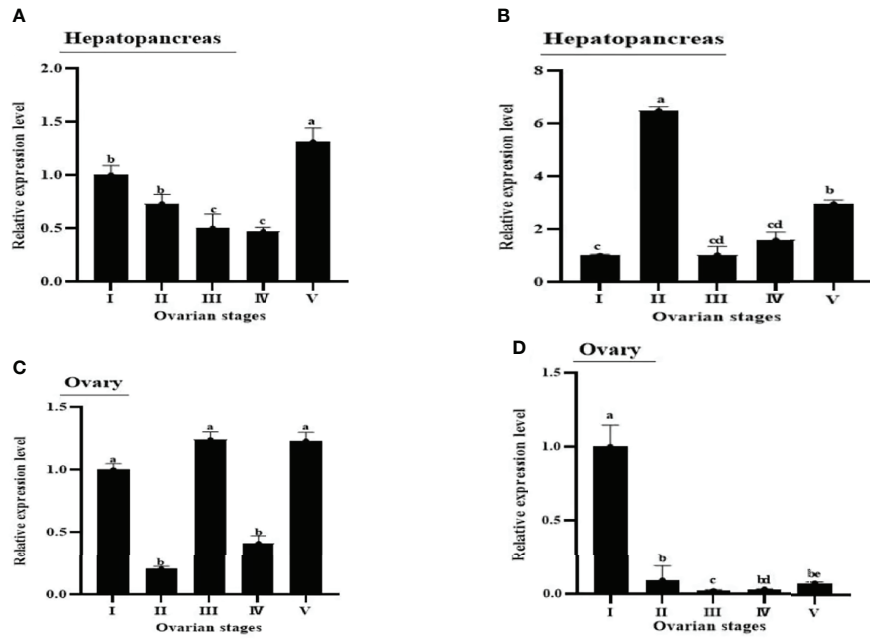 A
Hepatopancreas
2.0
1.5
1.0
0.5
0.0
Relative expression level
b
b
c
c
a
I II III IV V
Ovarian stages
B
Hepatopancreas
8
6
4
2
0
Relative expression level
c
a
cd
cd
b
I II III IV V
Ovarian stages
C
Ovary
1.5
1.0
0.5
0.0
Relative expression level
a
b
a
b
a
I II III IV V
Ovarian stages
D
Ovary
1.5
1.0
0.5
0.0
Relative expression level
a
b
c
bd
be
I II III IV V
Ovarian stages